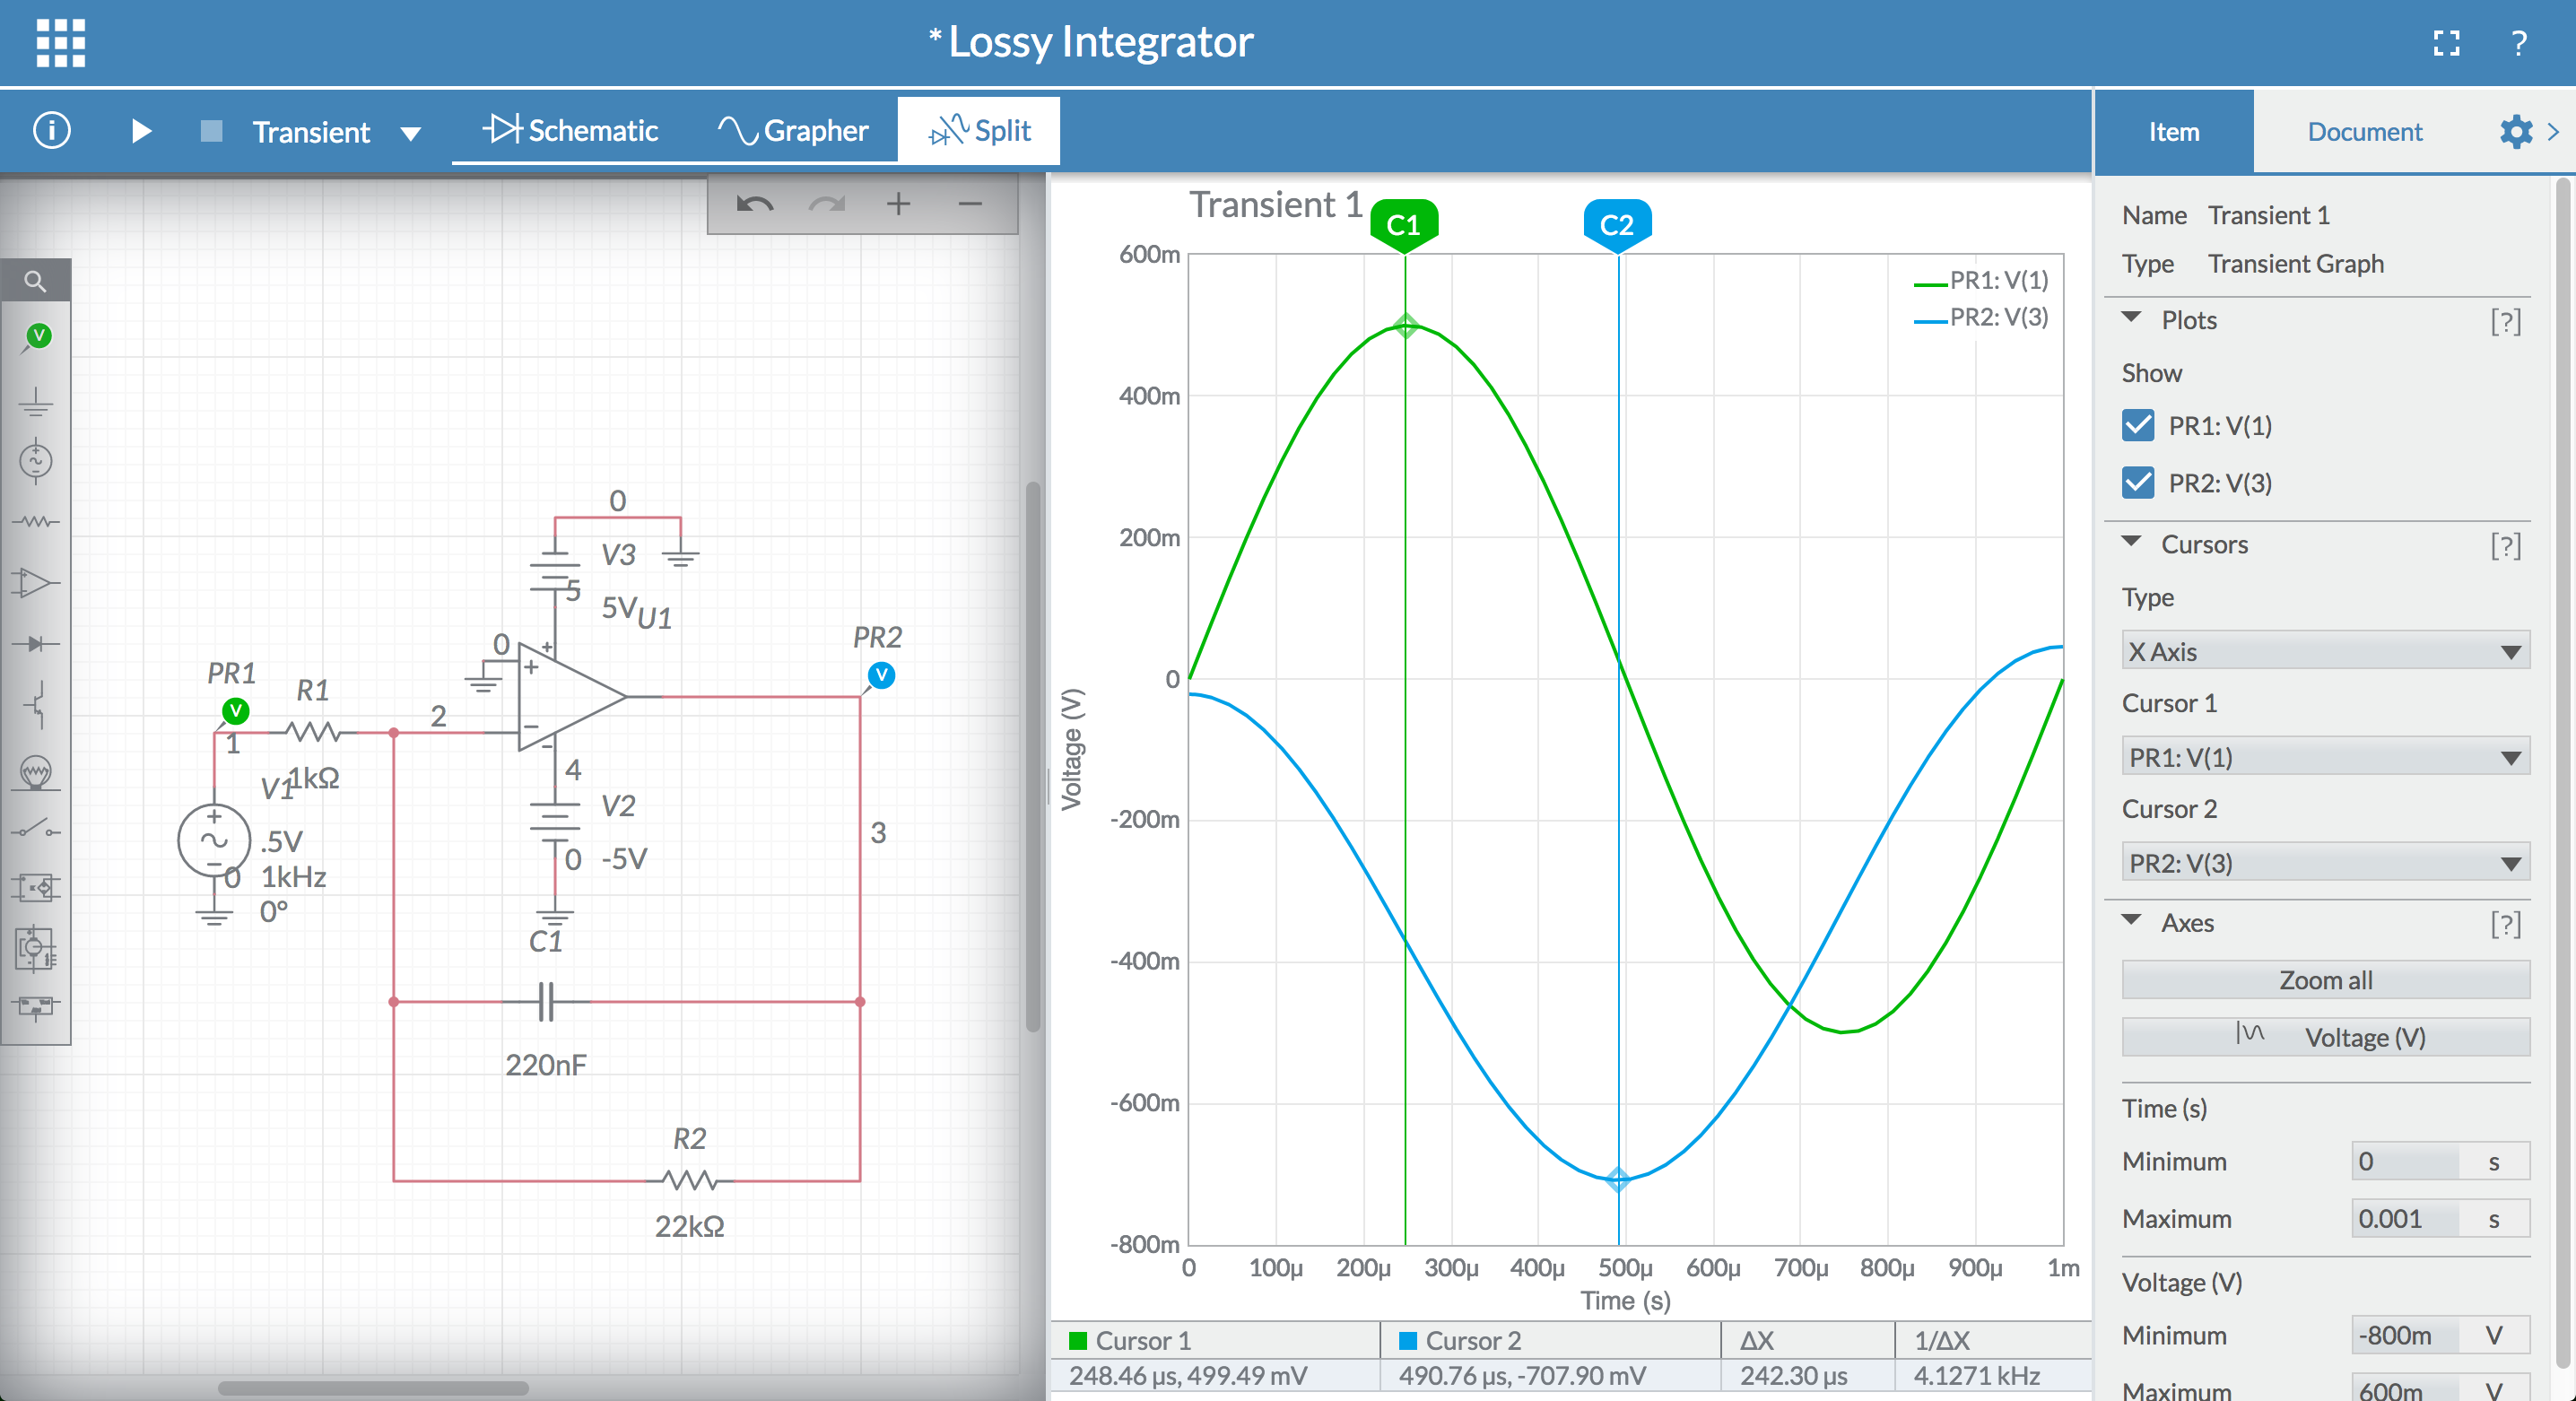 * Lossy Integrator
?
Transient
Schematic
Grapher
Split
Item
Document
PR1
V
R1
1
1kΩ
V1
.5V
1kHz
0°
0
2
0
0
V3
5
5V
U1
4
V2
0
-5V
C1
220nF
R2
22kΩ
PR2
V
3
V
Transient 1
C1
C2
PR1: V(1)
PR2: V(3)
600m
400m
200m
0
-200m
-400m
-600m
-800m
Voltage (V)
0 100µ 200µ 300µ 400µ 500µ 600µ 700µ 800µ 900µ 1m
Time (s)
Cursor 1 Cursor 2 ΔX 1/ΔX
248.46 µs, 499.49 mV 490.76 µs, -707.90 mV 242.30 µs 4.1271 kHz
Name Transient 1
Type Transient Graph
Plots [?]
Show
PR1: V(1)
PR2: V(3)
Cursors [?]
Type
X Axis
Cursor 1
PR1: V(1)
Cursor 2
PR2: V(3)
Axes [?]
Zoom all
Voltage (V)
Time (s)
Minimum 0 s
Maximum 0.001 s
Voltage (V)
Minimum -800m V
Maximum 600m V